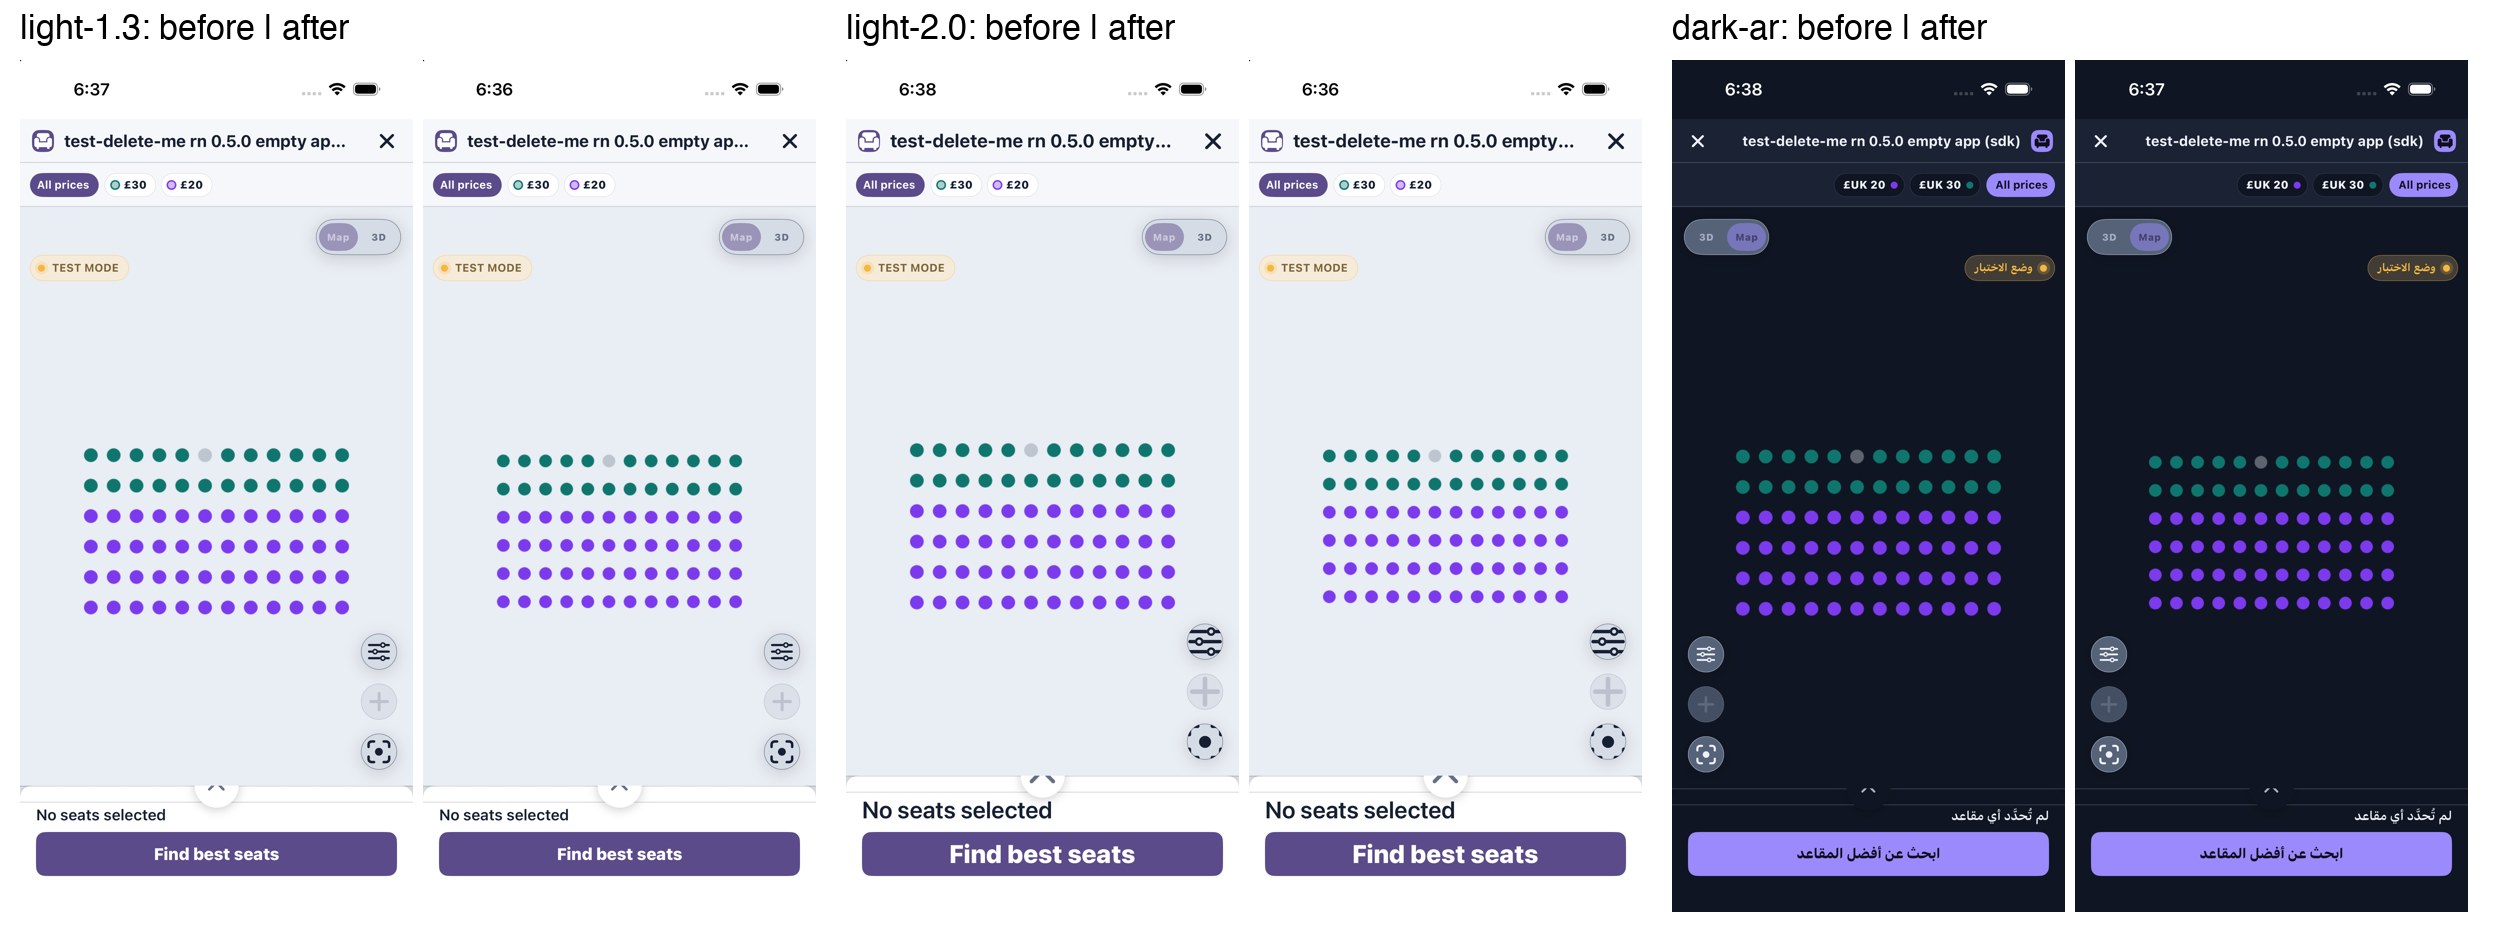 light-1.3: before | after
6:37
test-delete-me rn 0.5.0 empty ap...
All prices
£30
£20
Map
3D
TEST MODE
No seats selected
Find best seats
6:36
test-delete-me rn 0.5.0 empty ap...
All prices
£30
£20
Map
3D
TEST MODE
No seats selected
Find best seats
light-2.0: before | after
6:38
test-delete-me rn 0.5.0 empty...
All prices
£30
£20
Map
3D
TEST MODE
No seats selected
Find best seats
6:36
test-delete-me rn 0.5.0 empty...
All prices
£30
£20
Map
3D
TEST MODE
No seats selected
Find best seats
dark-ar: before | after
6:38
test-delete-me rn 0.5.0 empty app (sdk)
All prices
£UK 30
£UK 20
Map
3D
وضع الاختبار
لم تُحدَّد أي مقاعد
ابحث عن أفضل المقاعد
6:37
test-delete-me rn 0.5.0 empty app (sdk)
All prices
£UK 30
£UK 20
Map
3D
وضع الاختبار
لم تُحدَّد أي مقاعد
ابحث عن أفضل المقاعد